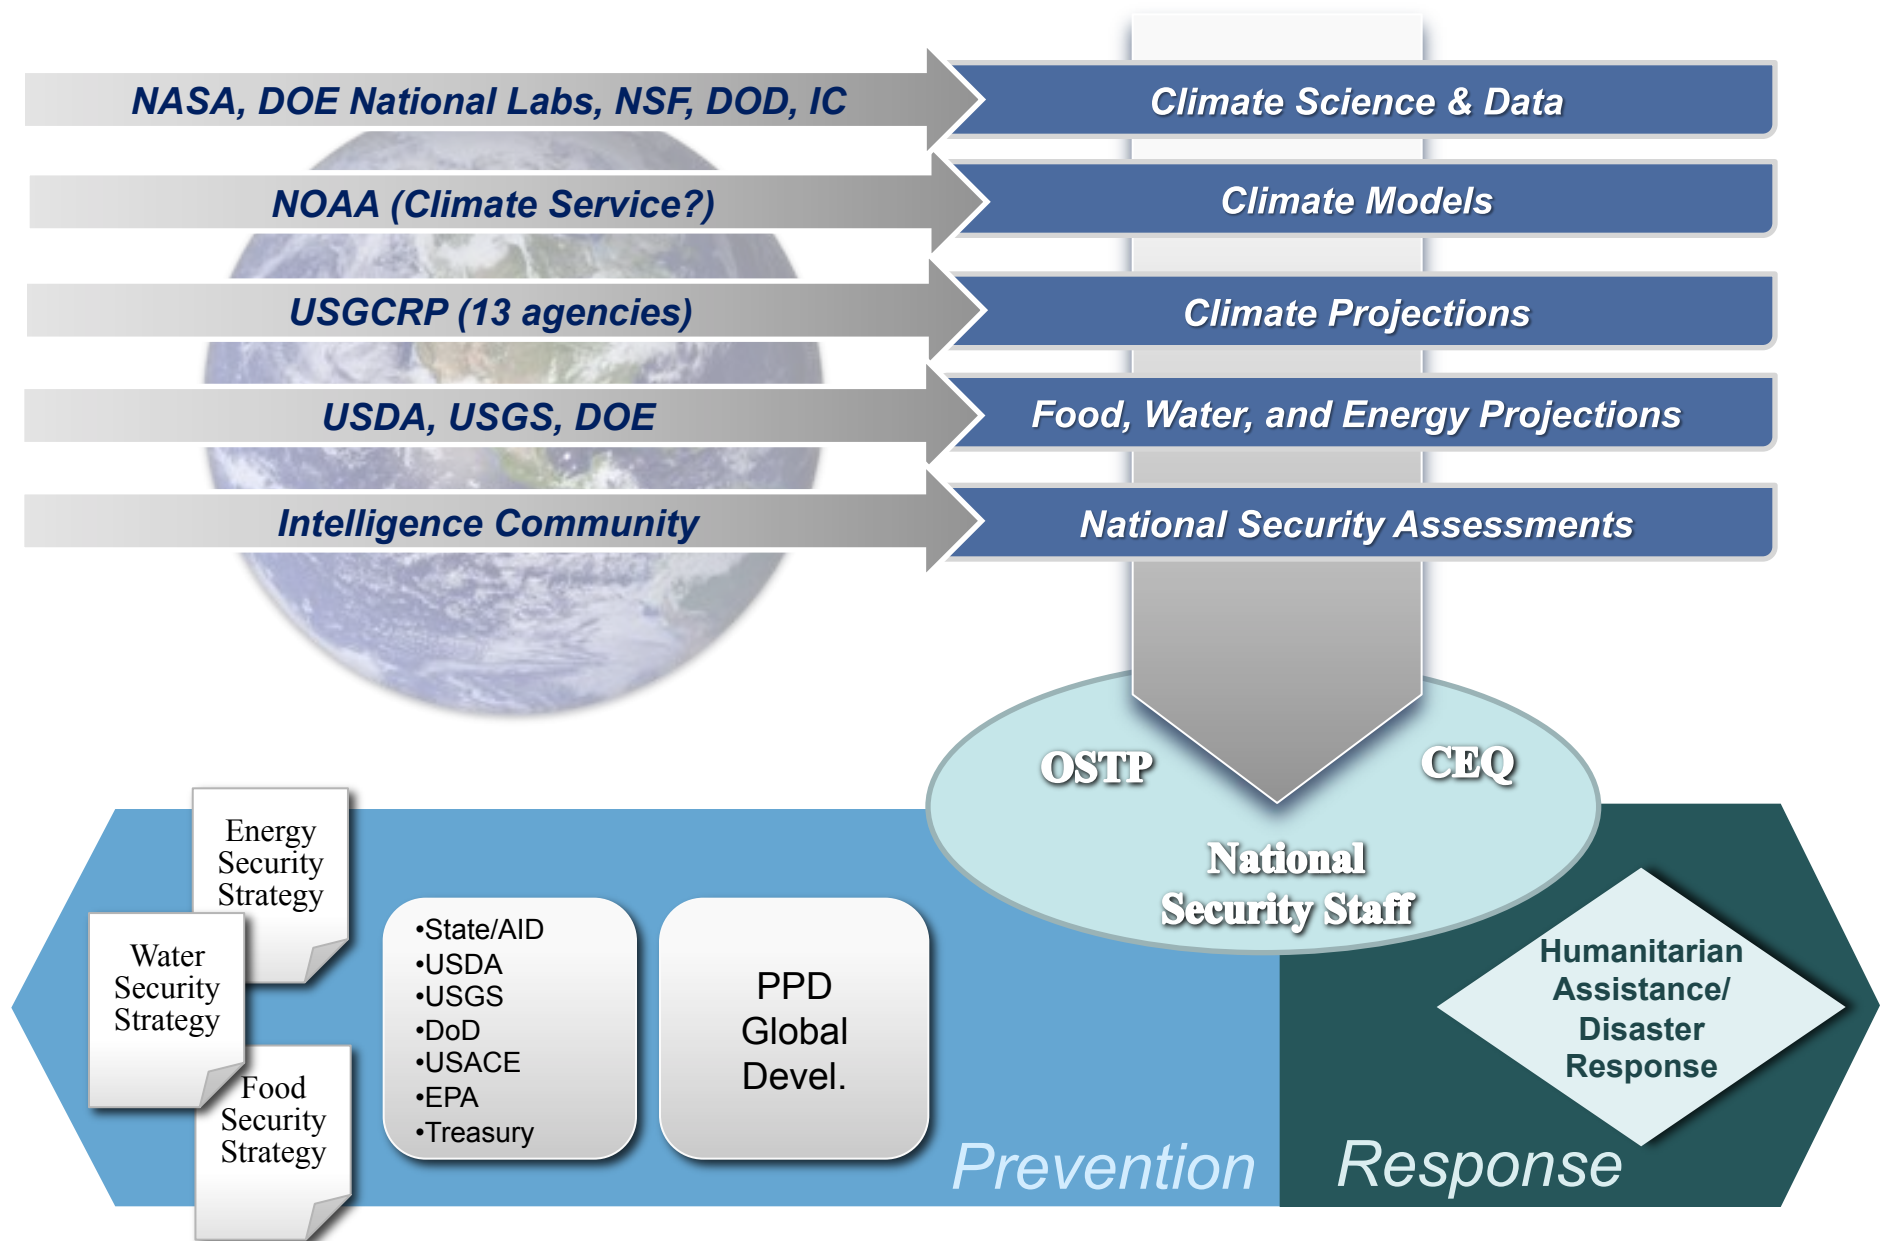 NASA, DOE National Labs, NSF, DOD, IC
Climate Science & Data
NOAA (Climate Service?)
Climate Models
USGCRP (13 agencies)
Climate Projections
USDA, USGS, DOE
Food, Water, and Energy Projections
Intelligence Community
National Security Assessments
OSTP
CEQ
National
Security Staff
Energy
Security
Strategy
Water
Security
Strategy
Food
Security
Strategy
•State/AID
•USDA
•USGS
•DoD
•USACE
•EPA
•Treasury
PPD
Global
Devel.
Prevention
Humanitarian
Assistance/
Disaster
Response
Response